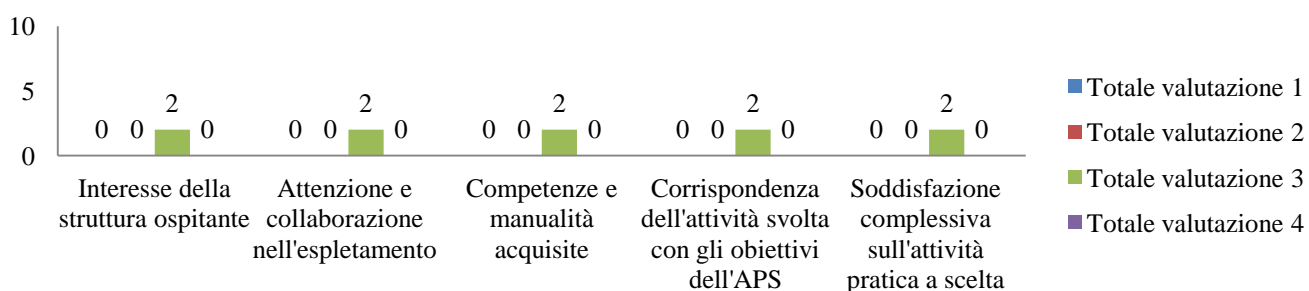 10
5
0
0 0 2 0
0 0 2 0
0 0 2 0
0 0 2 0
0 0 2 0
Interesse della
struttura ospitante
Attenzione e
collaborazione
nell'espletamento
Competenze e
manualità
acquisite
Corrispondenza
dell'attività svolta
con gli obiettivi
dell'APS
Soddisfazione
complessiva
sull'attività
pratica a scelta
Totale valutazione 1
Totale valutazione 2
Totale valutazione 3
Totale valutazione 4